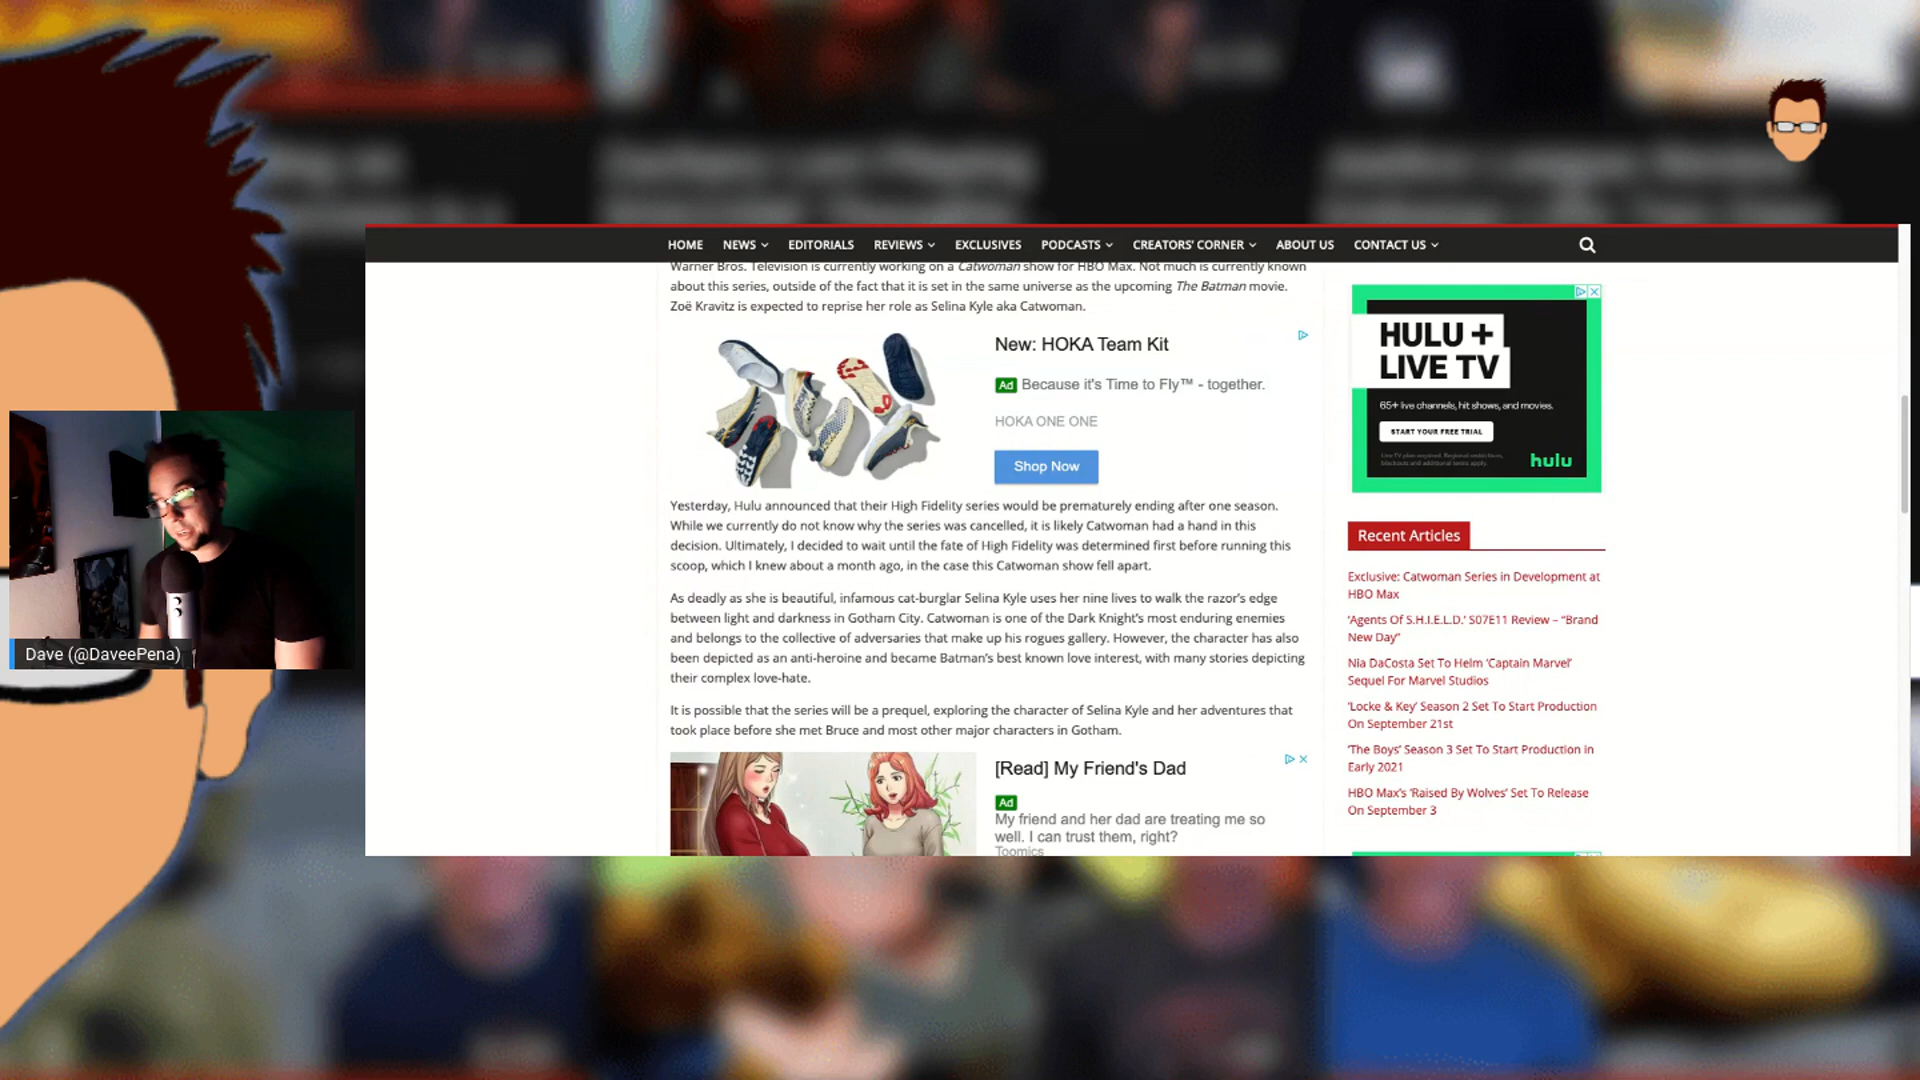 HOME NEWS EDITORIALS REVIEWS EXCLUSIVES PODCASTS CREATORS' CORNER ABOUT US CONTACT US
Warner Bros. Television is currently working on a Catwoman show for HBO Max. Not much is currently known
about this series, outside of the fact that it is set in the same universe as the upcoming The Batman movie.
Zoë Kravitz is expected to reprise her role as Selina Kyle aka Catwoman.
New: HOKA Team Kit
Ad Because it's Time to Fly™ - together.
HOKA ONE ONE
Shop Now
Yesterday, Hulu announced that their High Fidelity series would be prematurely ending after one season.
While we currently do not know why the series was cancelled, it is likely Catwoman had a hand in this
decision. Ultimately, I decided to wait until the fate of High Fidelity was determined first before running this
scoop, which I knew about a month ago, in the case this Catwoman show fell apart.
As deadly as she is beautiful, infamous cat-burglar Selina Kyle uses her nine lives to walk the razor's edge
between light and darkness in Gotham City. Catwoman is one of the Dark Knight's most enduring enemies
and belongs to the collective of adversaries that make up his rogues gallery. However, the character has also
been depicted as an anti-heroine and became Batman's best known love interest, with many stories depicting
their complex love-hate.
It is possible that the series will be a prequel, exploring the character of Selina Kyle and her adventures that
took place before she met Bruce and most other major characters in Gotham.
[Read] My Friend's Dad
Ad
My friend and her dad are treating me so
well. I can trust them, right?
Toomics
HULU +
LIVE TV
65+ live channels, hit shows, and movies.
START YOUR FREE TRIAL
Live TV plan required. Regional restrictions,
blackouts and additional terms apply.
hulu
Recent Articles
Exclusive: Catwoman Series in Development at
HBO Max
'Agents Of S.H.I.E.L.D.' S07E11 Review – "Brand
New Day"
Nia DaCosta Set To Helm 'Captain Marvel'
Sequel For Marvel Studios
'Locke & Key' Season 2 Set To Start Production
On September 21st
'The Boys' Season 3 Set To Start Production in
Early 2021
HBO Max's 'Raised By Wolves' Set To Release
On September 3
Dave (@DaveePena)